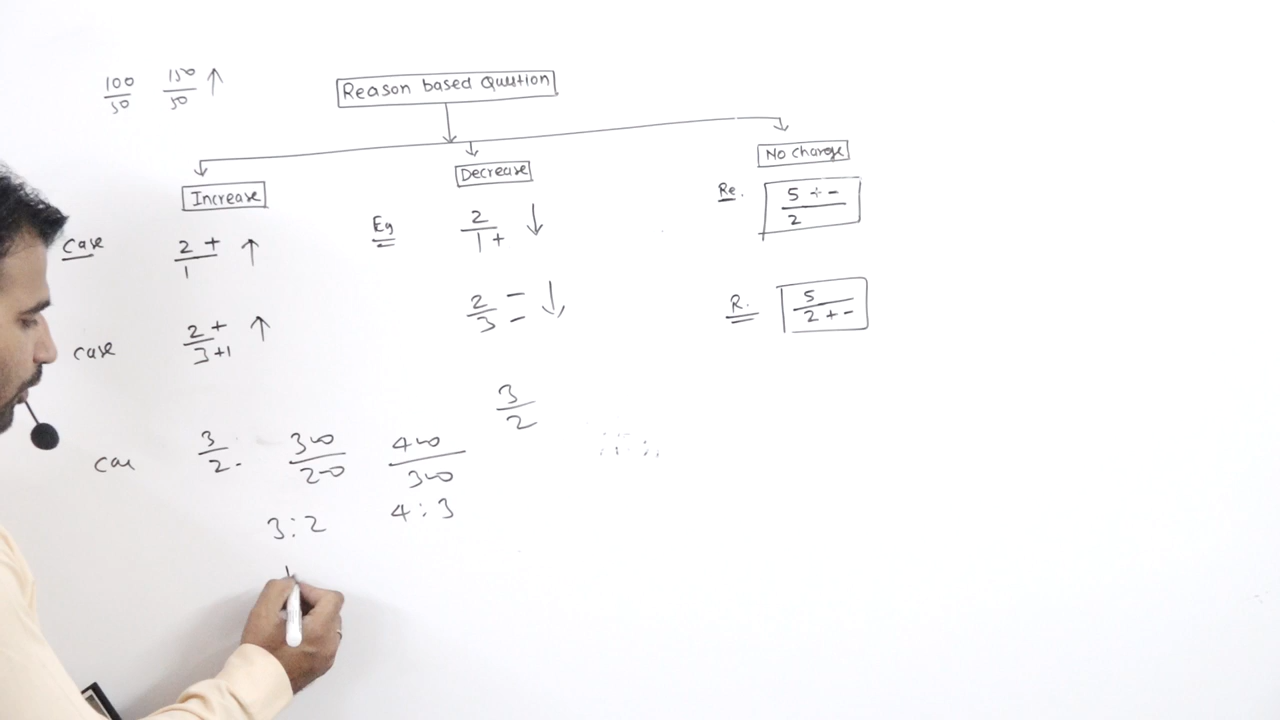 100/50 150/50 ↑
Reason based Question
Increase
Decrease
No change
Case 2+/1 ↑
Eg 2/1+ ↓
Re. 5 + -/2
case 2+/3+1 ↑
2 -/3 - ↓
R. 5/2 + -
3/2
3/2. 300/200 400/300
3:2 4:3